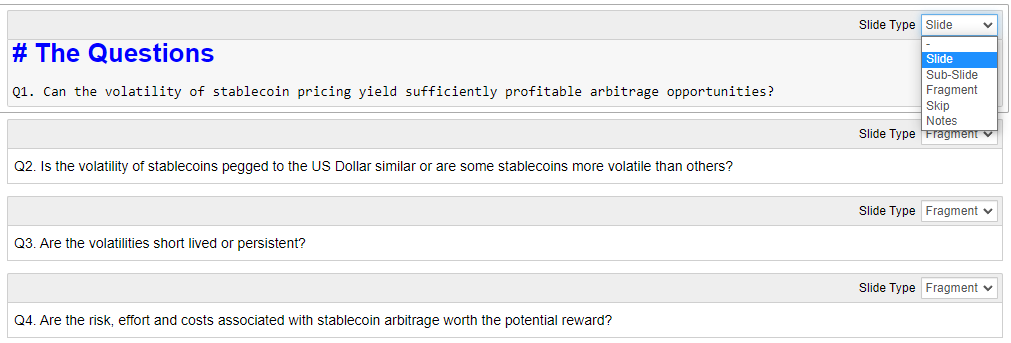 Slide Type Slide
# The Questions
-
Slide
Q1. Can the volatility of stablecoin pricing yield sufficiently profitable arbitrage opportunities?
Sub-Slide
Fragment
Skip
Notes
Slide Type Fragment
Q2. Is the volatility of stablecoins pegged to the US Dollar similar or are some stablecoins more volatile than others?
Slide Type Fragment
Q3. Are the volatilities short lived or persistent?
Slide Type Fragment
Q4. Are the risk, effort and costs associated with stablecoin arbitrage worth the potential reward?